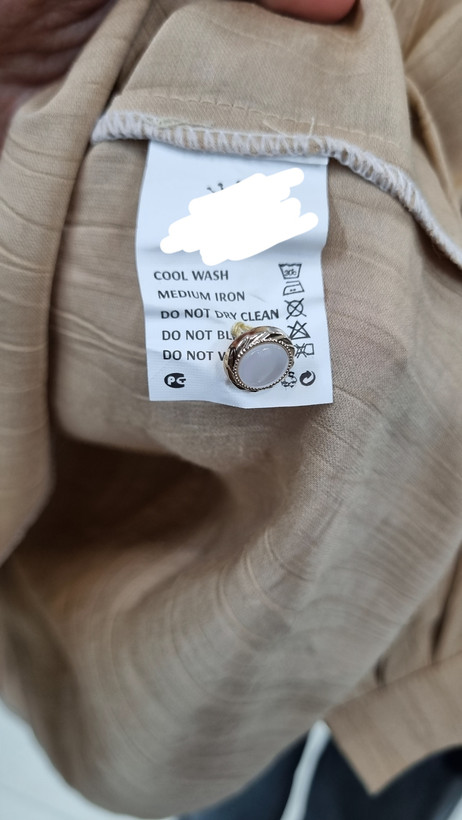 COOL WASH
MEDIUM IRON
DO NOT DRY CLEAN
DO NOT
DO NOT